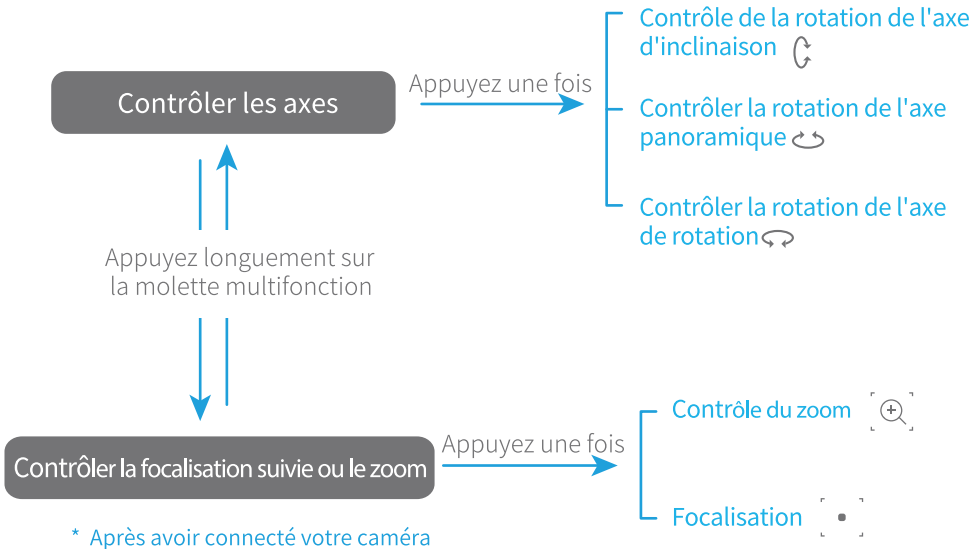 Contrôler les axes
Appuyez une fois
Contrôle de la rotation de l'axe
d'inclinaison
Contrôler la rotation de l'axe
panoramique
Contrôler la rotation de l'axe
de rotation
Appuyez longuement sur
la molette multifonction
Contrôler la focalisation suivie ou le zoom
Appuyez une fois
Contrôle du zoom
Focalisation
* Après avoir connecté votre caméra